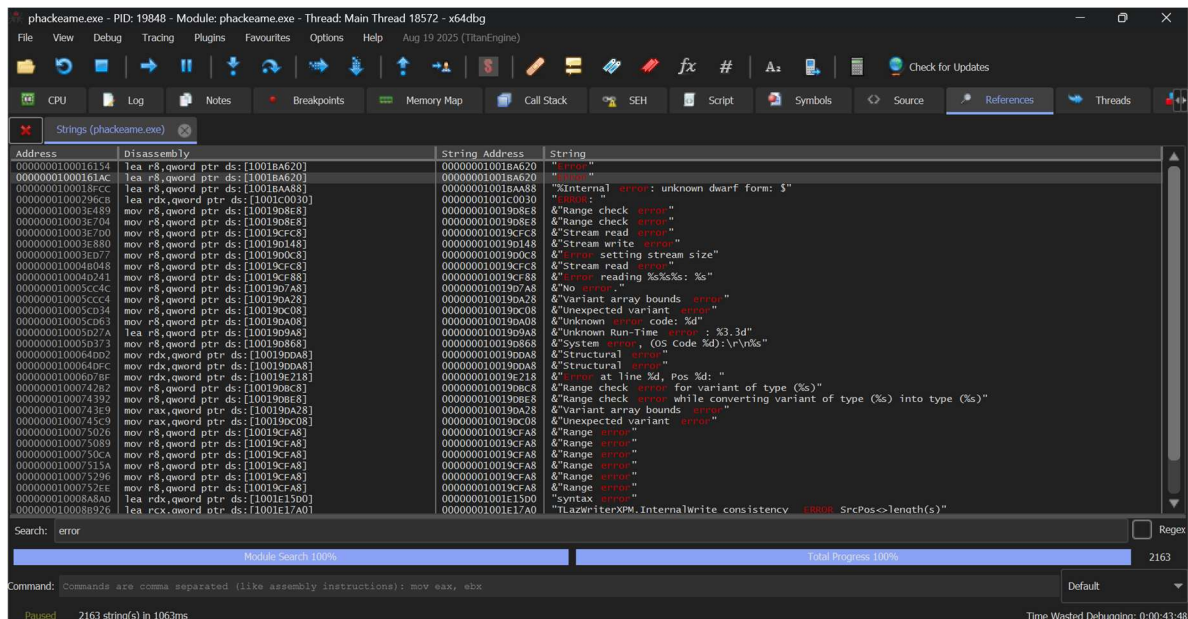 phackeame.exe - PID: 19848 - Module: phackeame.exe - Thread: Main Thread 18572 - x64dbg
File View Debug Tracing Plugins Favourites Options Help Aug 19 2025 (TitanEngine)
Check for Updates
CPU Log Notes Breakpoints Memory Map Call Stack SEH Script Symbols Source References Threads
Strings (phackeame.exe)
Address Disassembly String Address String
0000000100016154 lea r8,qword ptr ds:[1001BA620] 00000001001BA620 "Error"
00000001000161AC lea r8,qword ptr ds:[1001BA620] 00000001001BA620 "Error"
0000000100018FCC lea r8,qword ptr ds:[1001BAA88] 00000001001BAA88 "%Internal error: unknown dwarf form: $"
00000001000296CB lea rdx,qword ptr ds:[1001C0030] 00000001001C0030 "ERROR: "
000000010003E489 mov r8,qword ptr ds:[10019D8E8] 000000010019D8E8 &"Range check error"
000000010003E704 mov r8,qword ptr ds:[10019D8E8] 000000010019D8E8 &"Range check error"
000000010003E7D0 mov r8,qword ptr ds:[10019CFC8] 000000010019CFC8 &"Stream read error"
000000010003E880 mov r8,qword ptr ds:[10019D148] 000000010019D148 &"Stream write error"
000000010003ED77 mov r8,qword ptr ds:[10019D0C8] 000000010019D0C8 &"Error setting stream size"
000000010004B048 mov r8,qword ptr ds:[10019CFC8] 000000010019CFC8 &"Stream read error"
000000010004D241 mov r8,qword ptr ds:[10019CF88] 000000010019CF88 &"Error reading %s%s%s: %s"
000000010005CC4C mov r8,qword ptr ds:[10019D7A8] 000000010019D7A8 &"No error."
000000010005CCC4 mov r8,qword ptr ds:[10019DA28] 000000010019DA28 &"Variant array bounds error"
000000010005CD34 mov r8,qword ptr ds:[10019DC08] 000000010019DC08 &"Unexpected variant error"
000000010005CD63 mov r8,qword ptr ds:[10019DA08] 000000010019DA08 &"Unknown error code: %d"
000000010005D27A lea r8,qword ptr ds:[10019D9A8] 000000010019D9A8 &"Unknown Run-Time error : %3.3d"
000000010005D373 mov r8,qword ptr ds:[10019D868] 000000010019D868 &"System error, (OS Code %d):\r\n%s"
0000000100064DD2 mov rdx,qword ptr ds:[10019DDA8] 000000010019DDA8 &"Structural error"
0000000100064DFC mov rdx,qword ptr ds:[10019DDA8] 000000010019DDA8 &"Structural error"
000000010006D7BF mov rdx,qword ptr ds:[10019E218] 000000010019E218 &"Error at line %d, Pos %d: "
00000001000742B2 mov r8,qword ptr ds:[10019DBC8] 000000010019DBC8 &"Range check error for variant of type (%s)"
0000000100074392 mov r8,qword ptr ds:[10019DBE8] 000000010019DBE8 &"Range check error while converting variant of type (%s) into type (%s)"
00000001000743E9 mov rax,qword ptr ds:[10019DA28] 000000010019DA28 &"Variant array bounds error"
00000001000745C9 mov rax,qword ptr ds:[10019DC08] 000000010019DC08 &"Unexpected variant error"
0000000100075026 mov r8,qword ptr ds:[10019CFA8] 000000010019CFA8 &"Range error"
0000000100075089 mov r8,qword ptr ds:[10019CFA8] 000000010019CFA8 &"Range error"
00000001000750CA mov r8,qword ptr ds:[10019CFA8] 000000010019CFA8 &"Range error"
000000010007515A mov r8,qword ptr ds:[10019CFA8] 000000010019CFA8 &"Range error"
0000000100075296 mov r8,qword ptr ds:[10019CFA8] 000000010019CFA8 &"Range error"
00000001000752EE mov r8,qword ptr ds:[10019CFA8] 000000010019CFA8 &"Range error"
000000010008A8AD lea rdx,qword ptr ds:[1001E15D0] 00000001001E15D0 "syntax error"
000000010008B926 lea rcx,qword ptr ds:[1001E17A0] 00000001001E17A0 "TLazWriterXPM.InternalWrite consistency ERROR SrcPos<>length(s)"
Search: error Regex
Module Search 100% Total Progress 100% 2163
Command: Commands are comma separated (like assembly instructions): mov eax, ebx Default
Paused 2163 string(s) in 1063ms Time Wasted Debugging: 0:00:43:48